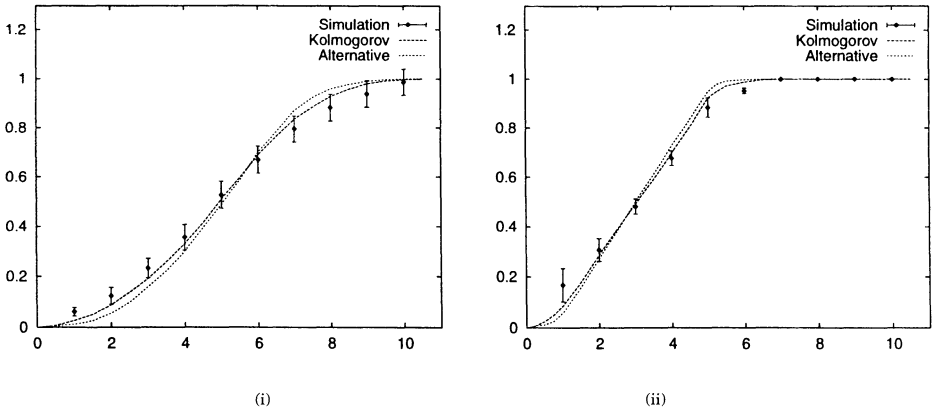 1.2
1
0.8
0.6
0.4
0.2
0
0 2 4 6 8 10
Simulation
Kolmogorov
Alternative
(i)
1.2
1
0.8
0.6
0.4
0.2
0
0 2 4 6 8 10
Simulation
Kolmogorov
Alternative
(ii)